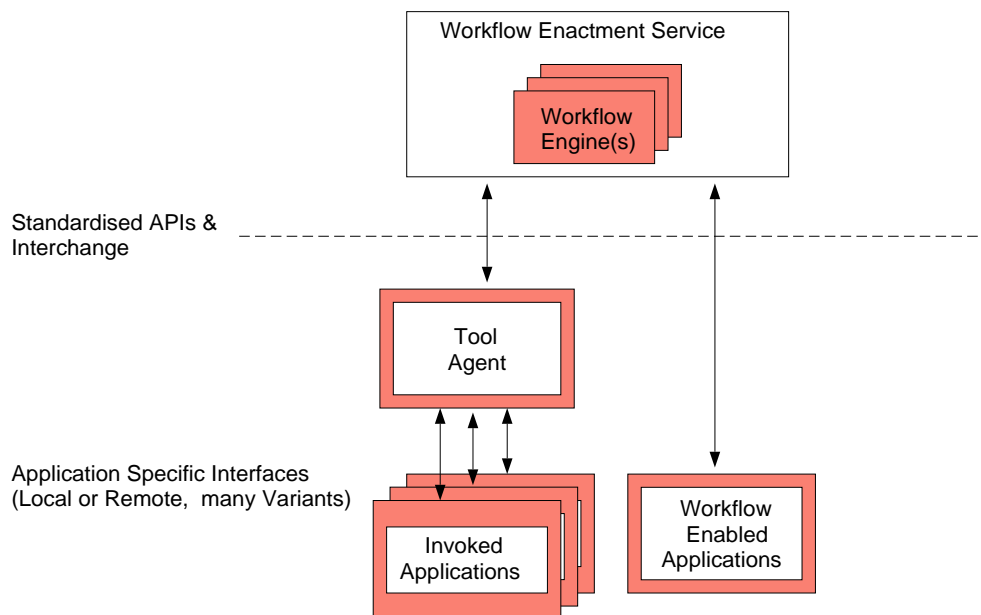 Workflow Enactment Service
Workflow
Engine(s)
Standardised APIs &
Interchange
Tool
Agent
Application Specific Interfaces
(Local or Remote,  many Variants)
Invoked
Applications
Workflow
Enabled
Applications